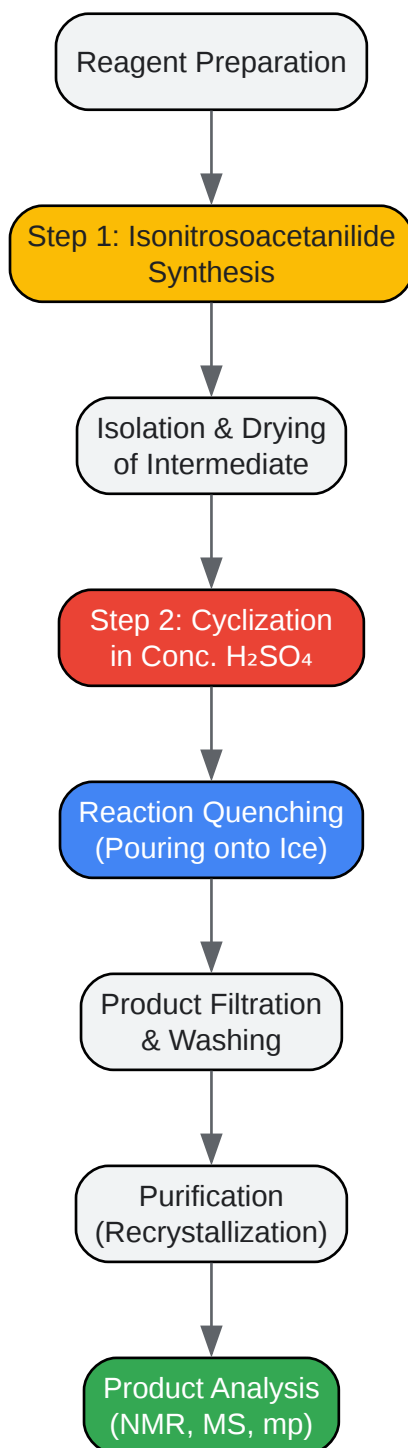 Reagent Preparation
Step 1: Isonitrosoacetanilide
Synthesis
Isolation & Drying
of Intermediate
Step 2: Cyclization
in Conc. H₂SO₄
Reaction Quenching
(Pouring onto Ice)
Product Filtration
& Washing
Purification
(Recrystallization)
Product Analysis
(NMR, MS, mp)